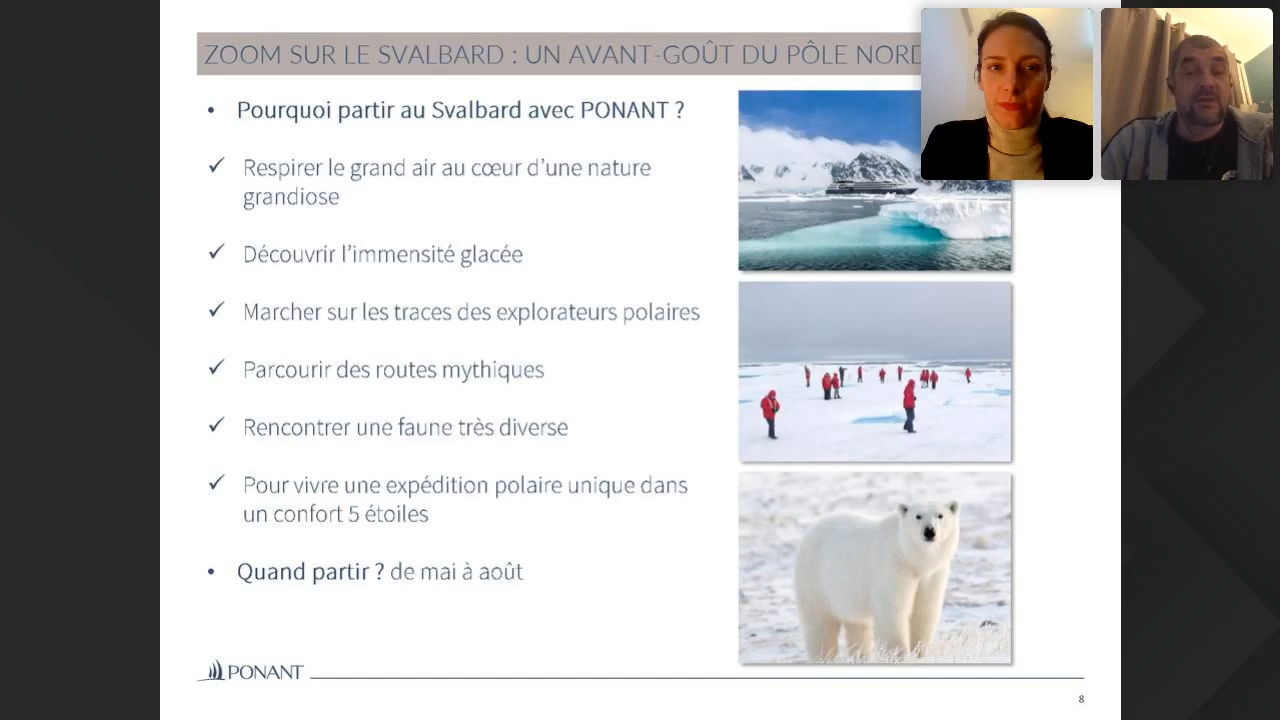 ZOOM SUR LE SVALBARD : UN AVANT-GOÛT DU PÔLE NORD
• Pourquoi partir au Svalbard avec PONANT ?
✓ Respirer le grand air au cœur d’une nature
grandiose
✓ Découvrir l’immensité glacée
✓ Marcher sur les traces des explorateurs polaires
✓ Parcourir des routes mythiques
✓ Rencontrer une faune très diverse
✓ Pour vivre une expédition polaire unique dans
un confort 5 étoiles
• Quand partir ? de mai à août
PONANT
8